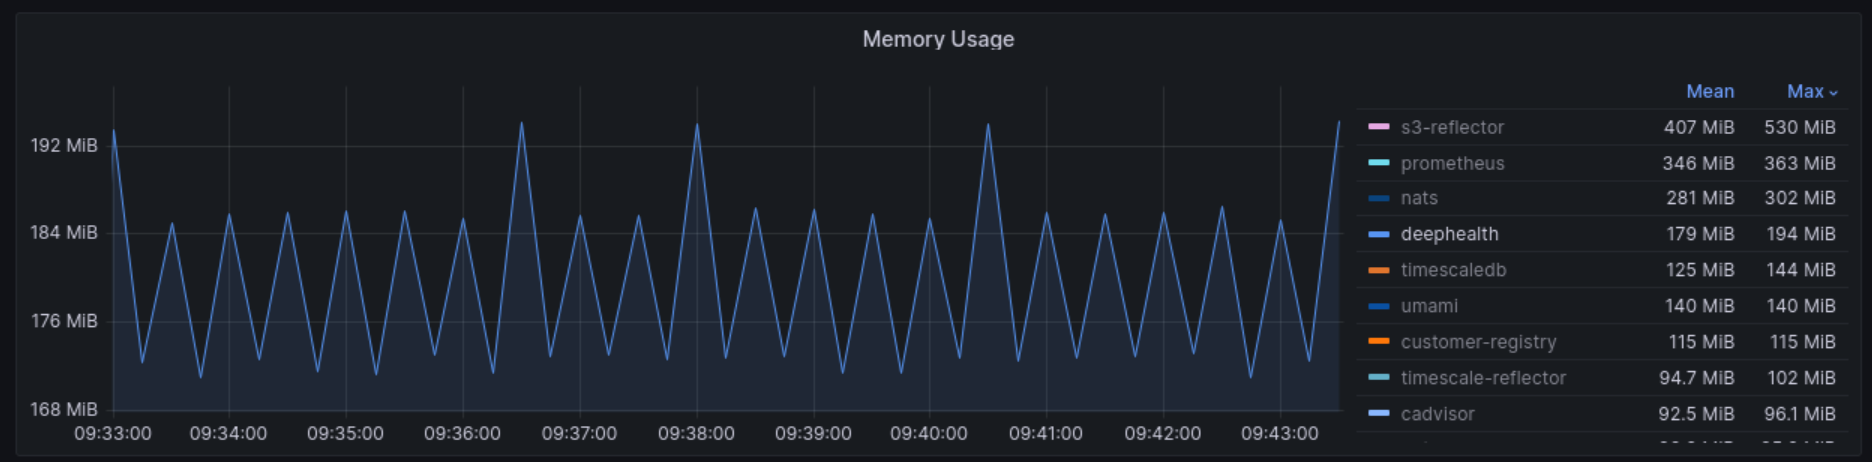 Memory Usage
Mean Max
192 MiB
184 MiB
176 MiB
168 MiB
09:33:00 09:34:00 09:35:00 09:36:00 09:37:00 09:38:00 09:39:00 09:40:00 09:41:00 09:42:00 09:43:00
s3-reflector 407 MiB 530 MiB
prometheus 346 MiB 363 MiB
nats 281 MiB 302 MiB
deephealth 179 MiB 194 MiB
timescaledb 125 MiB 144 MiB
umami 140 MiB 140 MiB
customer-registry 115 MiB 115 MiB
timescale-reflector 94.7 MiB 102 MiB
cadvisor 92.5 MiB 96.1 MiB